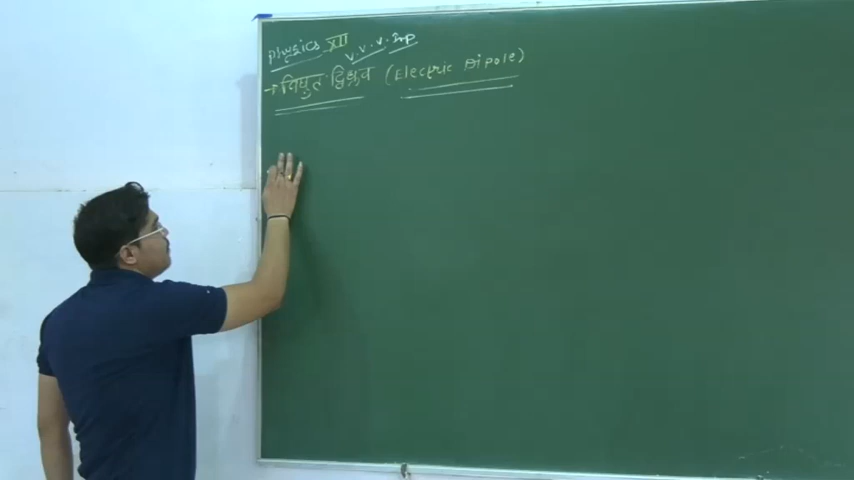 Physics XII V.V.V. Imp
→ विद्युत द्विध्रुव (Electric Dipole)